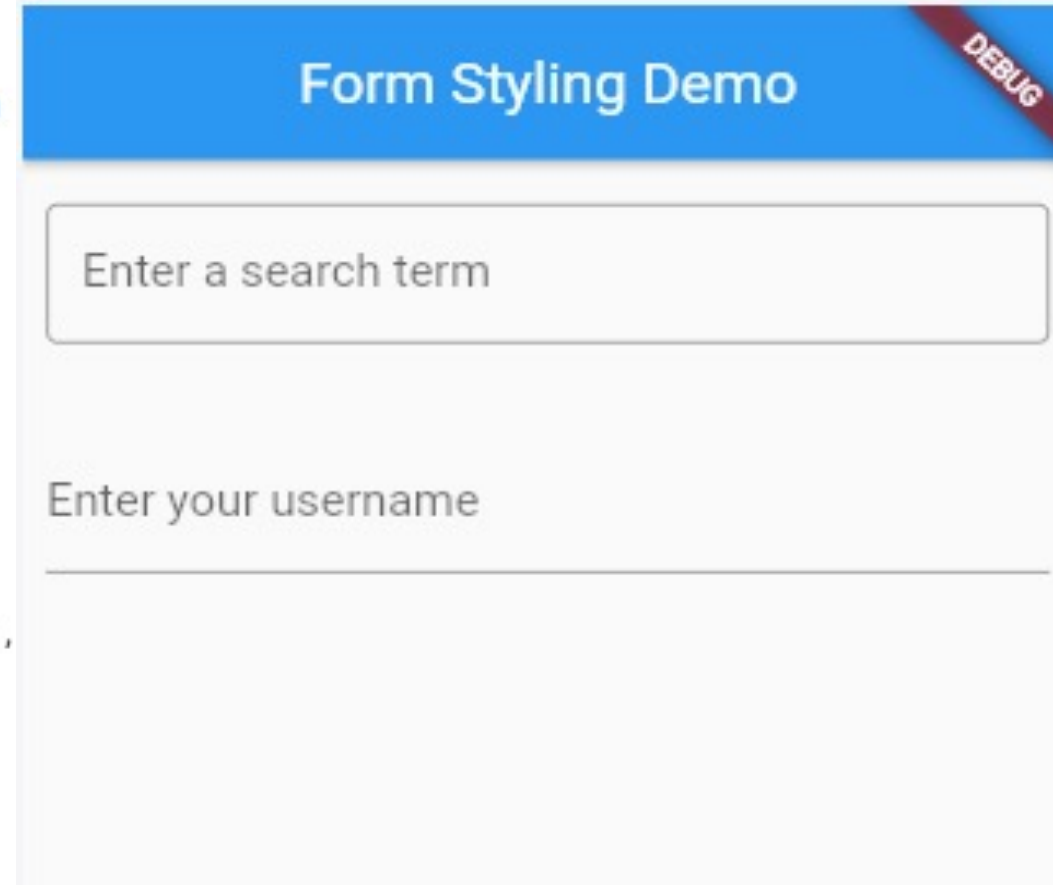 Form Styling Demo
DEBUG
Enter a search term
Enter your username
,